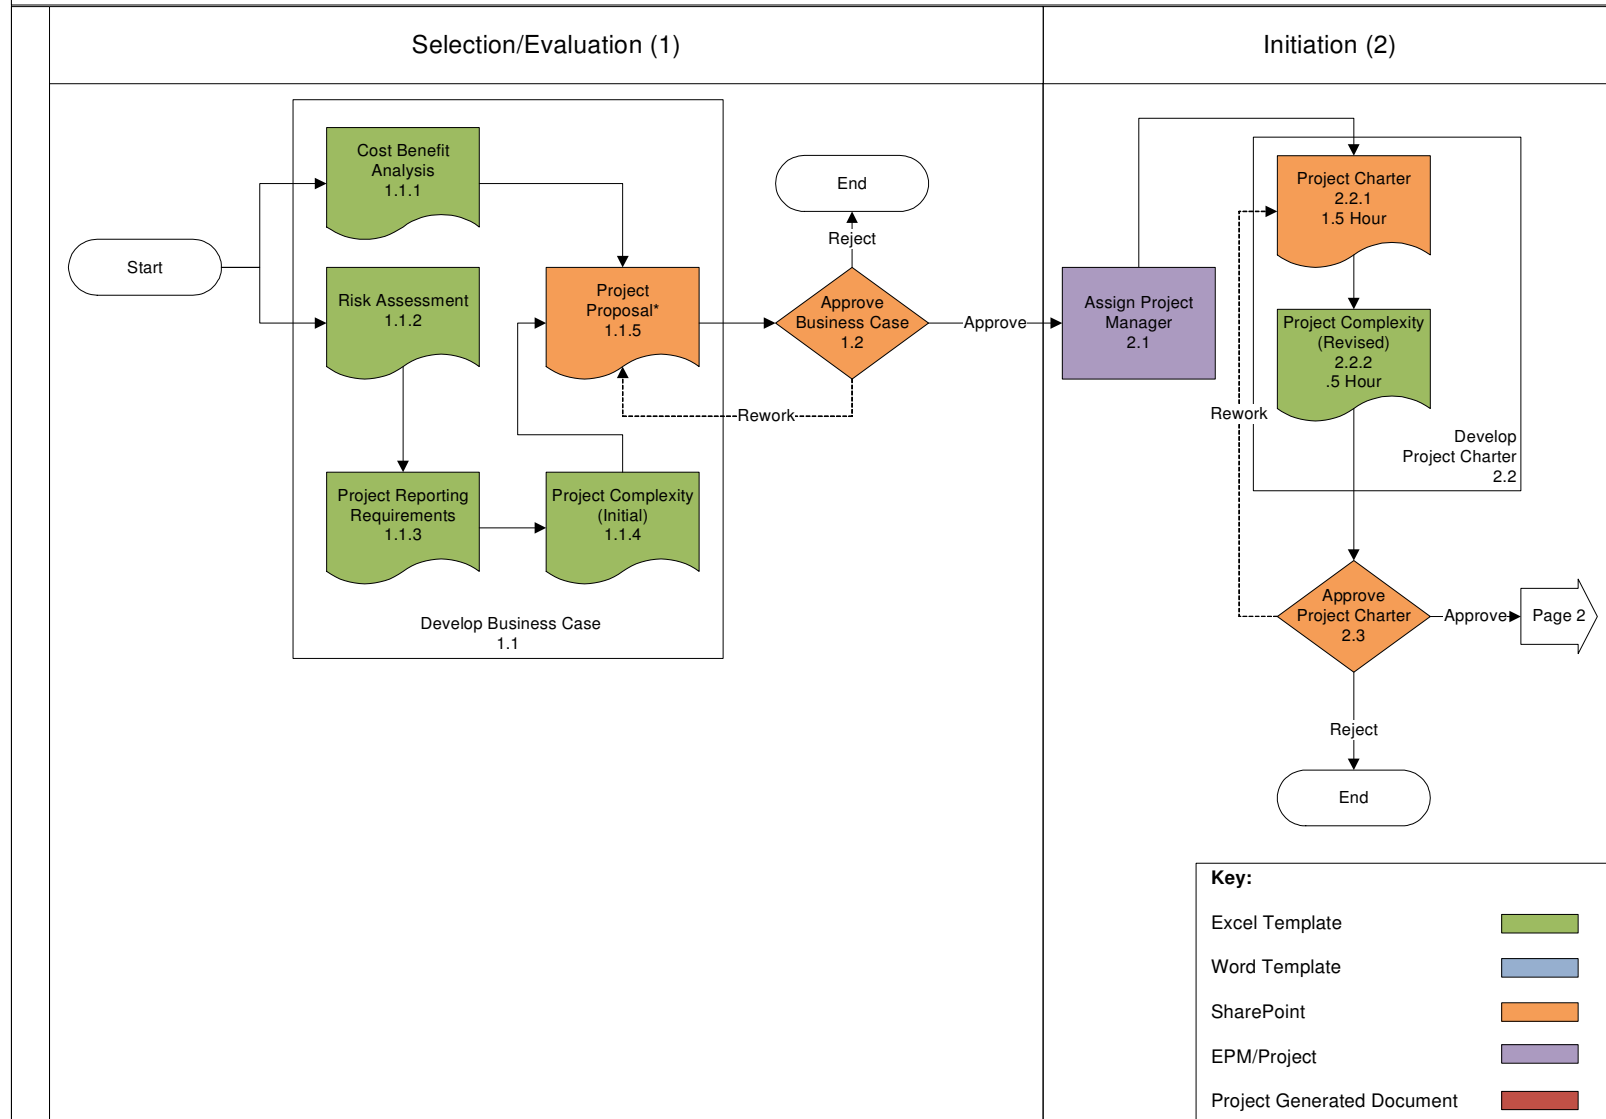 Selection/Evaluation (1)
Initiation (2)
Start
Cost Benefit
Analysis
1.1.1
Risk Assessment
1.1.2
Project Reporting
Requirements
1.1.3
Project Complexity
(Initial)
1.1.4
Project
Proposal*
1.1.5
Develop Business Case
1.1
End
Reject
Approve
Business Case
1.2
Rework
Approve
Assign Project
Manager
2.1
Project Charter
2.2.1
1.5 Hour
Project Complexity
(Revised)
2.2.2
.5 Hour
Rework
Develop
Project Charter
2.2
Approve
Project Charter
2.3
Approve
Page 2
Reject
End
Key:
Excel Template
Word Template
SharePoint
EPM/Project
Project Generated Document